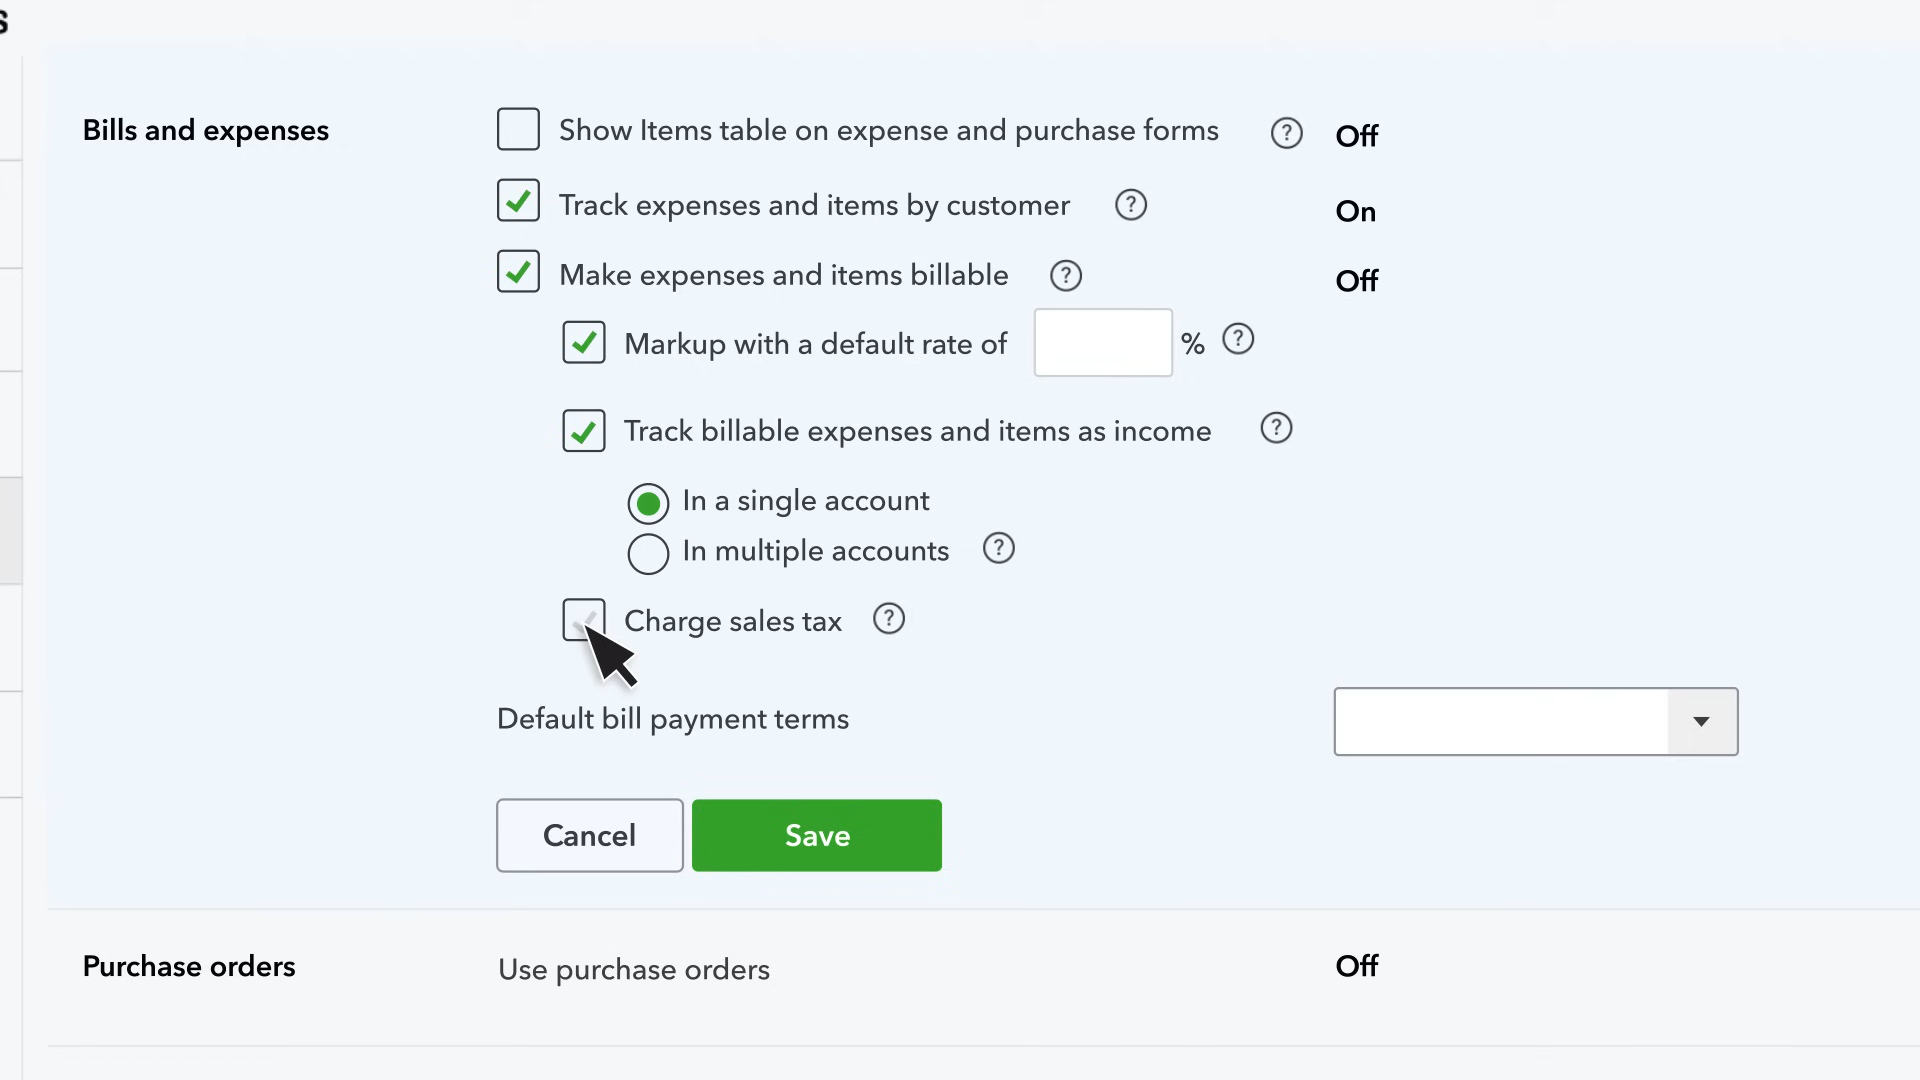 s
Bills and expenses
Show Items table on expense and purchase forms ? Off
Track expenses and items by customer ? On
Make expenses and items billable ? Off
Markup with a default rate of % ?
Track billable expenses and items as income ?
In a single account
In multiple accounts ?
Charge sales tax ?
Default bill payment terms
Cancel Save
Purchase orders Use purchase orders Off